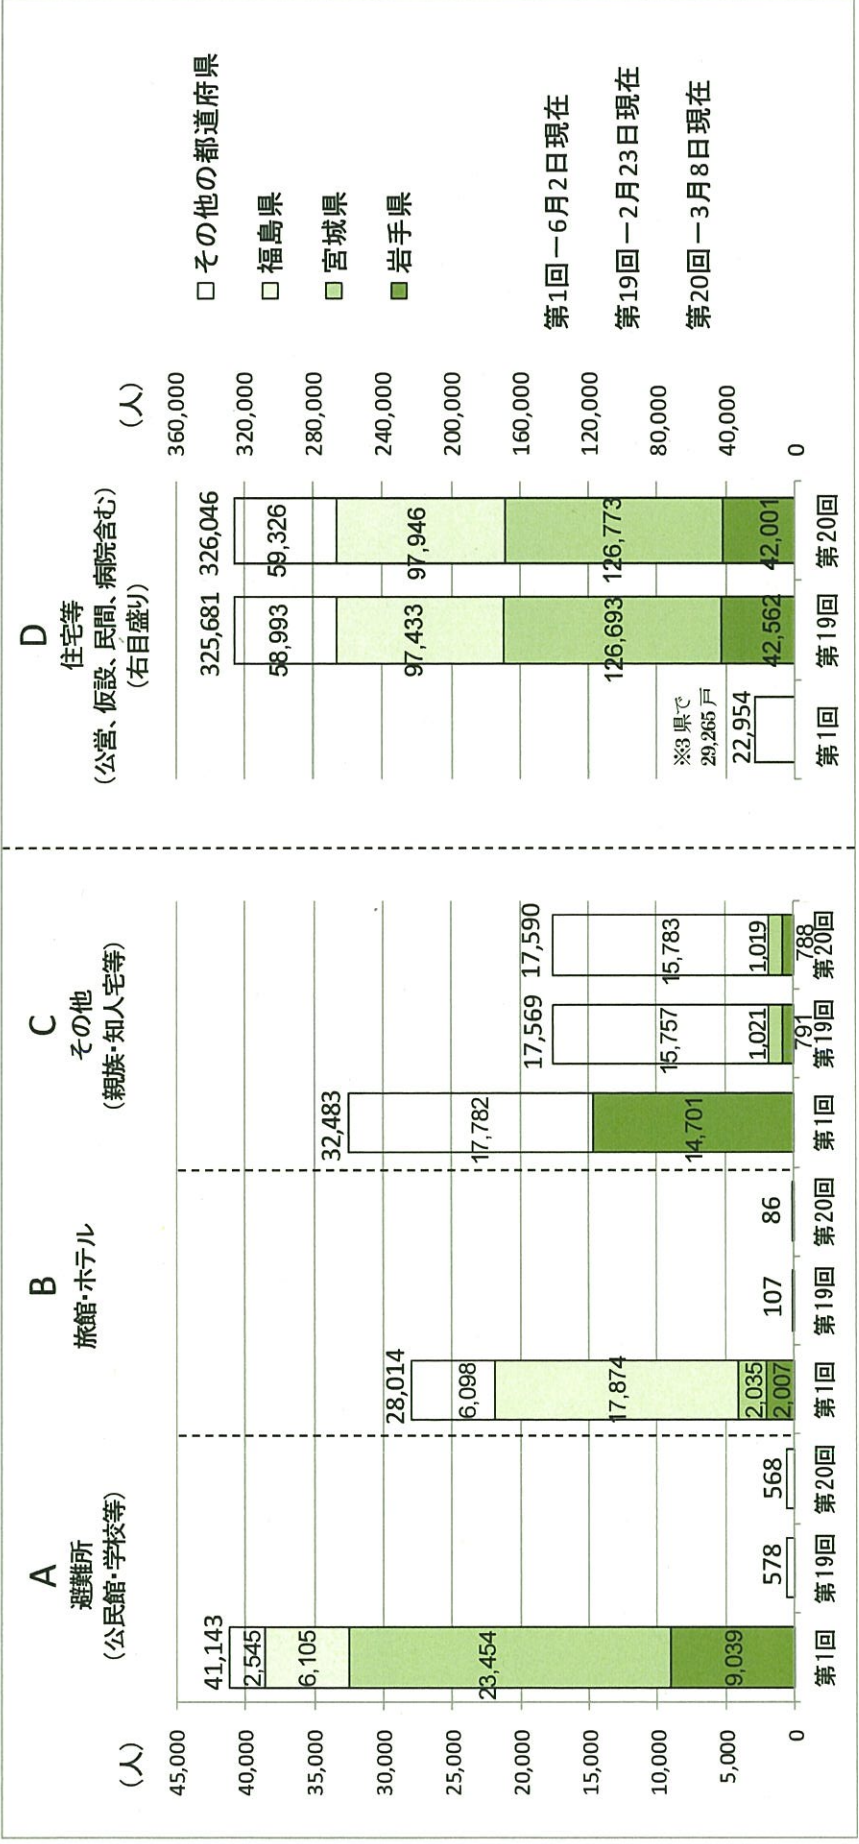 A
避難所
(公民館・学校等)
B
旅館・ホテル
C
その他
(親族・知人宅等)
D
住宅等
(公営、仮設、民間、病院含む)
(右目盛り)
(人)
45,000
40,000
35,000
30,000
25,000
20,000
15,000
10,000
5,000
0
41,143
2,545
6,105
23,454
9,039
第1回
578
第19回
568
第20回
28,014
6,098
17,874
2,035
2,007
第1回
107
第19回
86
第20回
32,483
17,782
14,701
第1回
17,569
15,757
1,021
791
第19回
17,590
15,783
1,019
788
第20回
※3県で
29,265戸
22,954
第1回
325,681
58,993
97,433
126,693
42,562
第19回
326,046
59,326
97,946
126,773
42,001
第20回
(人)
360,000
320,000
280,000
240,000
200,000
160,000
120,000
80,000
40,000
0
その他の都道府県
福島県
宮城県
岩手県
第1回ー6月2日現在
第19回ー2月23日現在
第20回ー3月8日現在